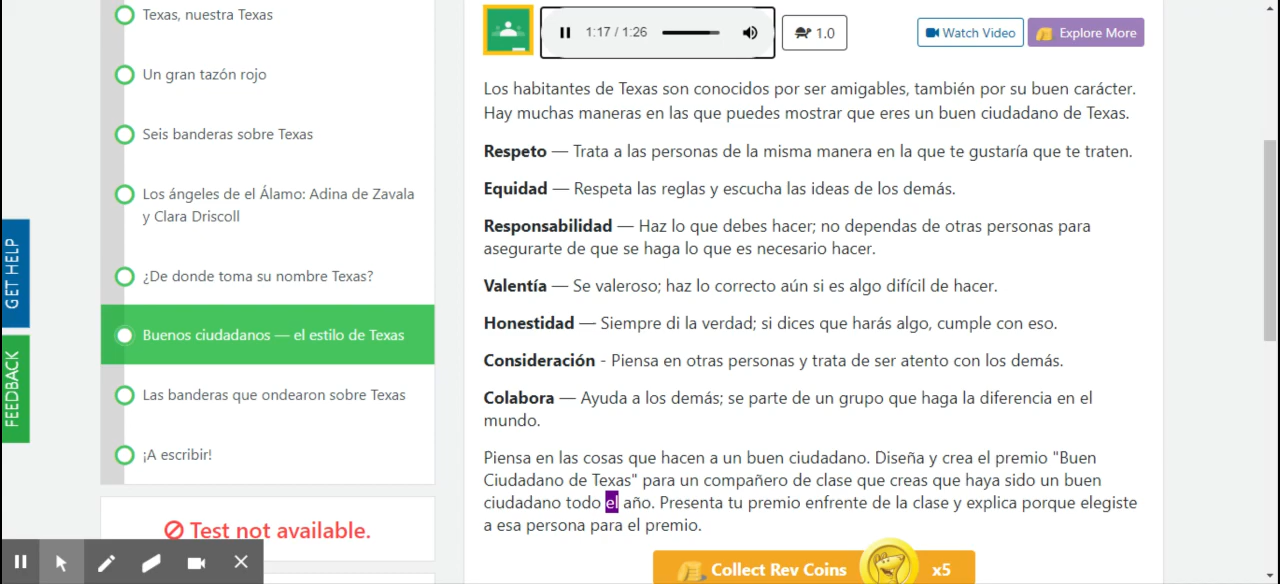 Texas, nuestra Texas
Un gran tazón rojo
Seis banderas sobre Texas
Los ángeles de el Álamo: Adina de Zavala
y Clara Driscoll
¿De donde toma su nombre Texas?
Buenos ciudadanos — el estilo de Texas
Las banderas que ondearon sobre Texas
¡A escribir!
Test not available.
GET HELP
FEEDBACK
1:17 / 1:26
1.0
Watch Video
Explore More
Los habitantes de Texas son conocidos por ser amigables, también por su buen carácter.
Hay muchas maneras en las que puedes mostrar que eres un buen ciudadano de Texas.
Respeto — Trata a las personas de la misma manera en la que te gustaría que te traten.
Equidad — Respeta las reglas y escucha las ideas de los demás.
Responsabilidad — Haz lo que debes hacer; no dependas de otras personas para
asegurarte de que se haga lo que es necesario hacer.
Valentía — Se valeroso; haz lo correcto aún si es algo difícil de hacer.
Honestidad — Siempre di la verdad; si dices que harás algo, cumple con eso.
Consideración - Piensa en otras personas y trata de ser atento con los demás.
Colabora — Ayuda a los demás; se parte de un grupo que haga la diferencia en el
mundo.
Piensa en las cosas que hacen a un buen ciudadano. Diseña y crea el premio "Buen
Ciudadano de Texas" para un compañero de clase que creas que haya sido un buen
ciudadano todo el año. Presenta tu premio enfrente de la clase y explica porque elegiste
a esa persona para el premio.
Collect Rev Coins x5